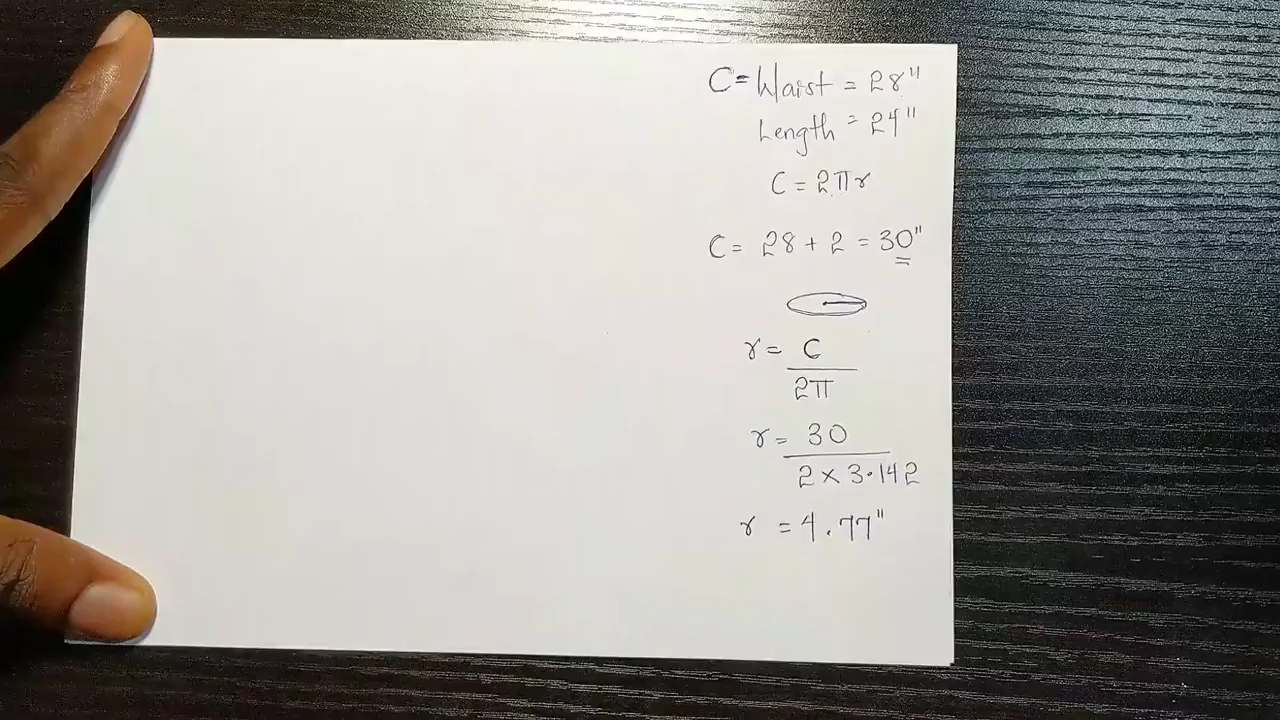 C = Waist = 28"
Length = 24"
C = 2πr
C = 28 + 2 = 30"
r = C
2π
r = 30
2 × 3.142
r = 4.77"